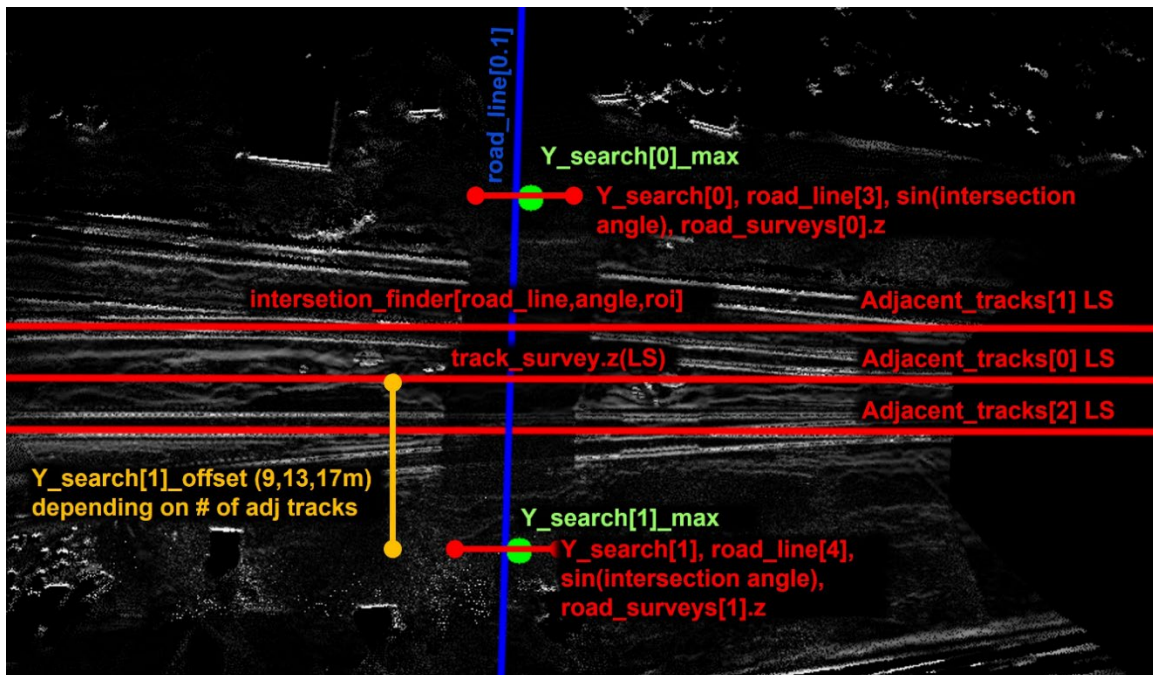 road_line[0.1]
Y_search[0]_max
Y_search[0], road_line[3], sin(intersection
angle), road_surveys[0].z
intersetion_finder[road_line,angle,roi]
Adjacent_tracks[1] LS
track_survey.z(LS)
Adjacent_tracks[0] LS
Adjacent_tracks[2] LS
Y_search[1]_offset (9,13,17m)
depending on # of adj tracks
Y_search[1]_max
Y_search[1], road_line[4],
sin(intersection angle),
road_surveys[1].z